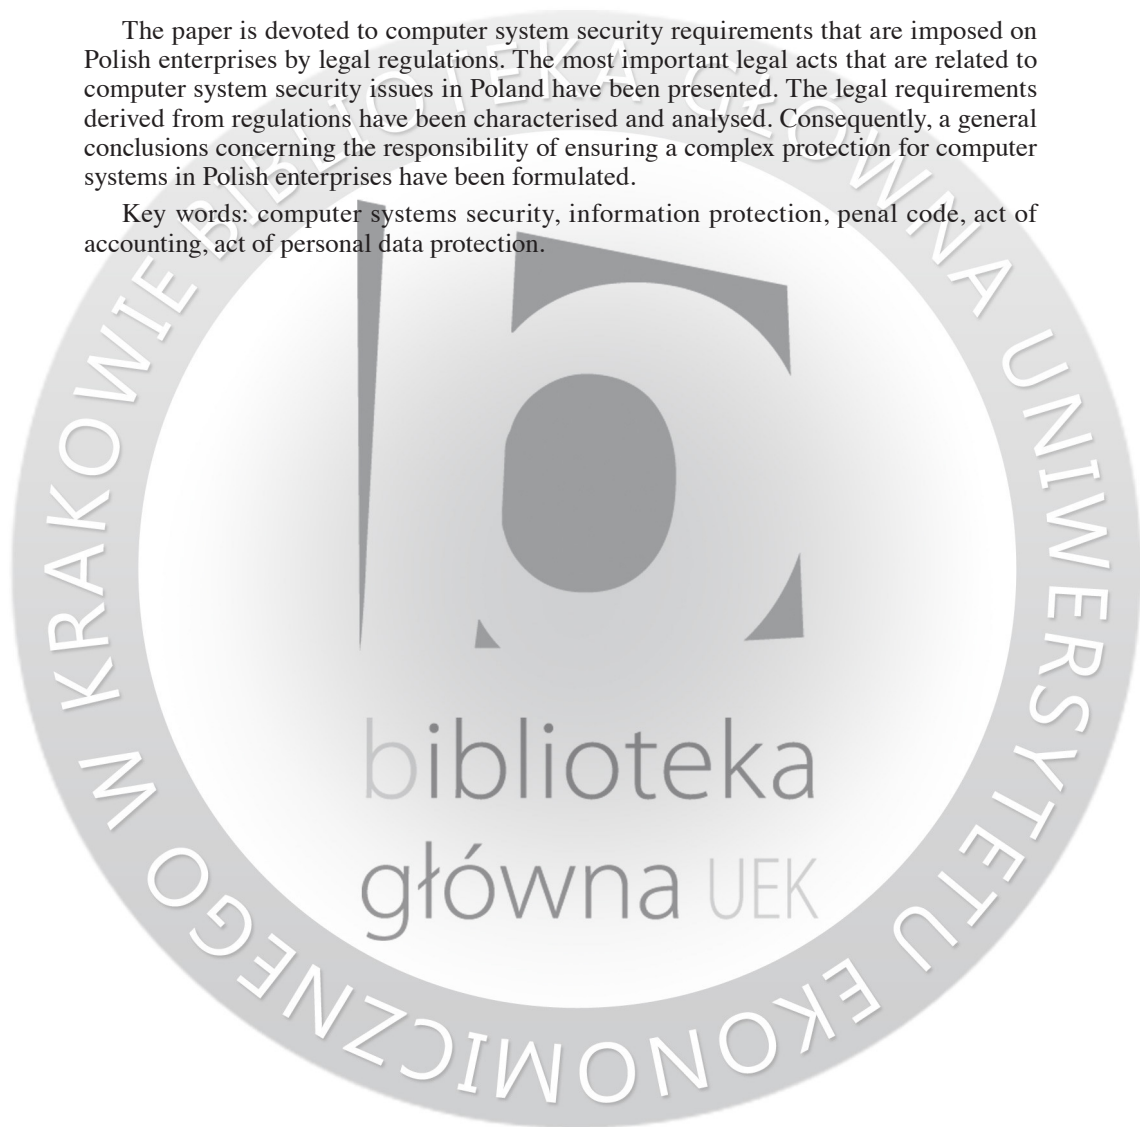 The paper is devoted to computer system security requirements that are imposed on
Polish enterprises by legal regulations. The most important legal acts that are related to
computer system security issues in Poland have been presented. The legal requirements
derived from regulations have been characterised and analysed. Consequently, a general
conclusions concerning the responsibility of ensuring a complex protection for computer
systems in Polish enterprises have been formulated.
Key words: computer systems security, information protection, penal code, act of
accounting, act of personal data protection.
BIBLIOTEKA GŁÓWNA UNIWERSYTETU EKONOMICZNEGO W KRAKOWIE
biblioteka
główna UEK